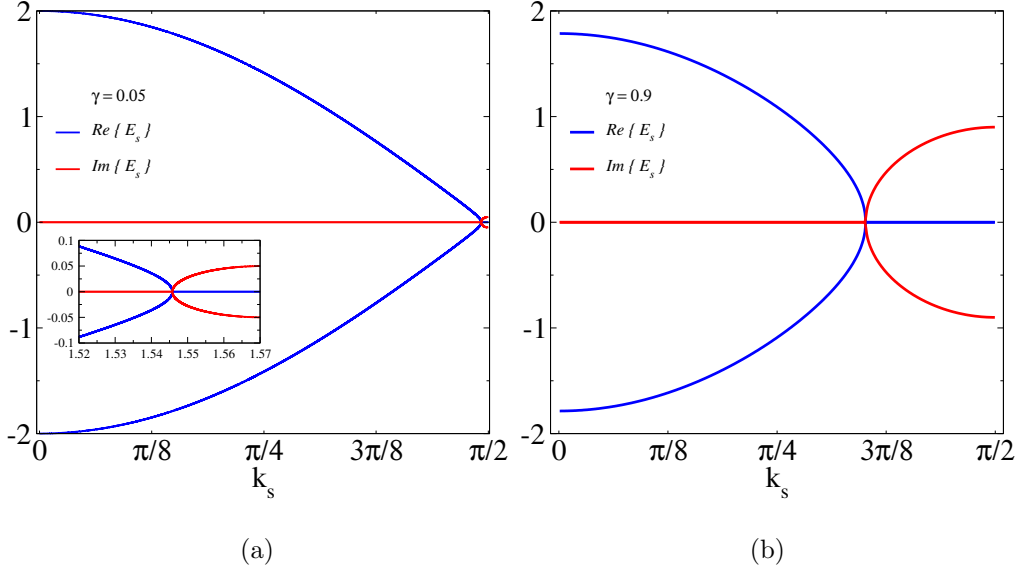 2
1
0
-1
-2
γ = 0.05
Re { E_s }
Im { E_s }
0.1
0.05
0
-0.05
-0.1
1.52 1.53 1.54 1.55 1.56 1.57
0 π/8 π/4 3π/8 π/2
k_s
(a)
2
1
0
-1
-2
γ = 0.9
Re { E_s }
Im { E_s }
0 π/8 π/4 3π/8 π/2
k_s
(b)